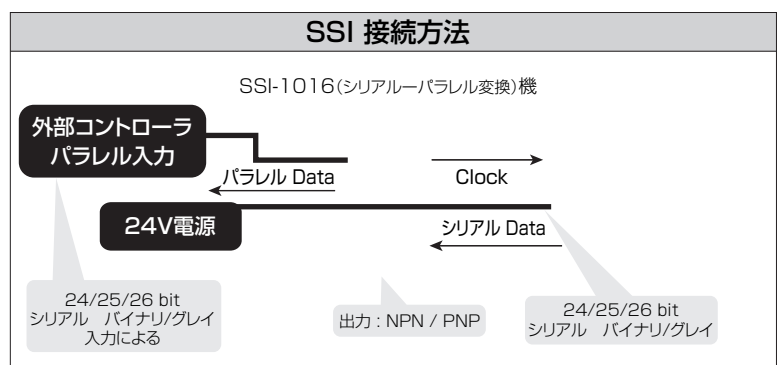 SSI 接続方法
SSI-1016(シリアルーパラレル変換)機
外部コントローラ
パラレル入力
パラレル Data
Clock
24V電源
シリアル Data
24/25/26 bit
シリアル　バイナリ/グレイ
入力による
出力 : NPN / PNP
24/25/26 bit
シリアル　バイナリ/グレイ